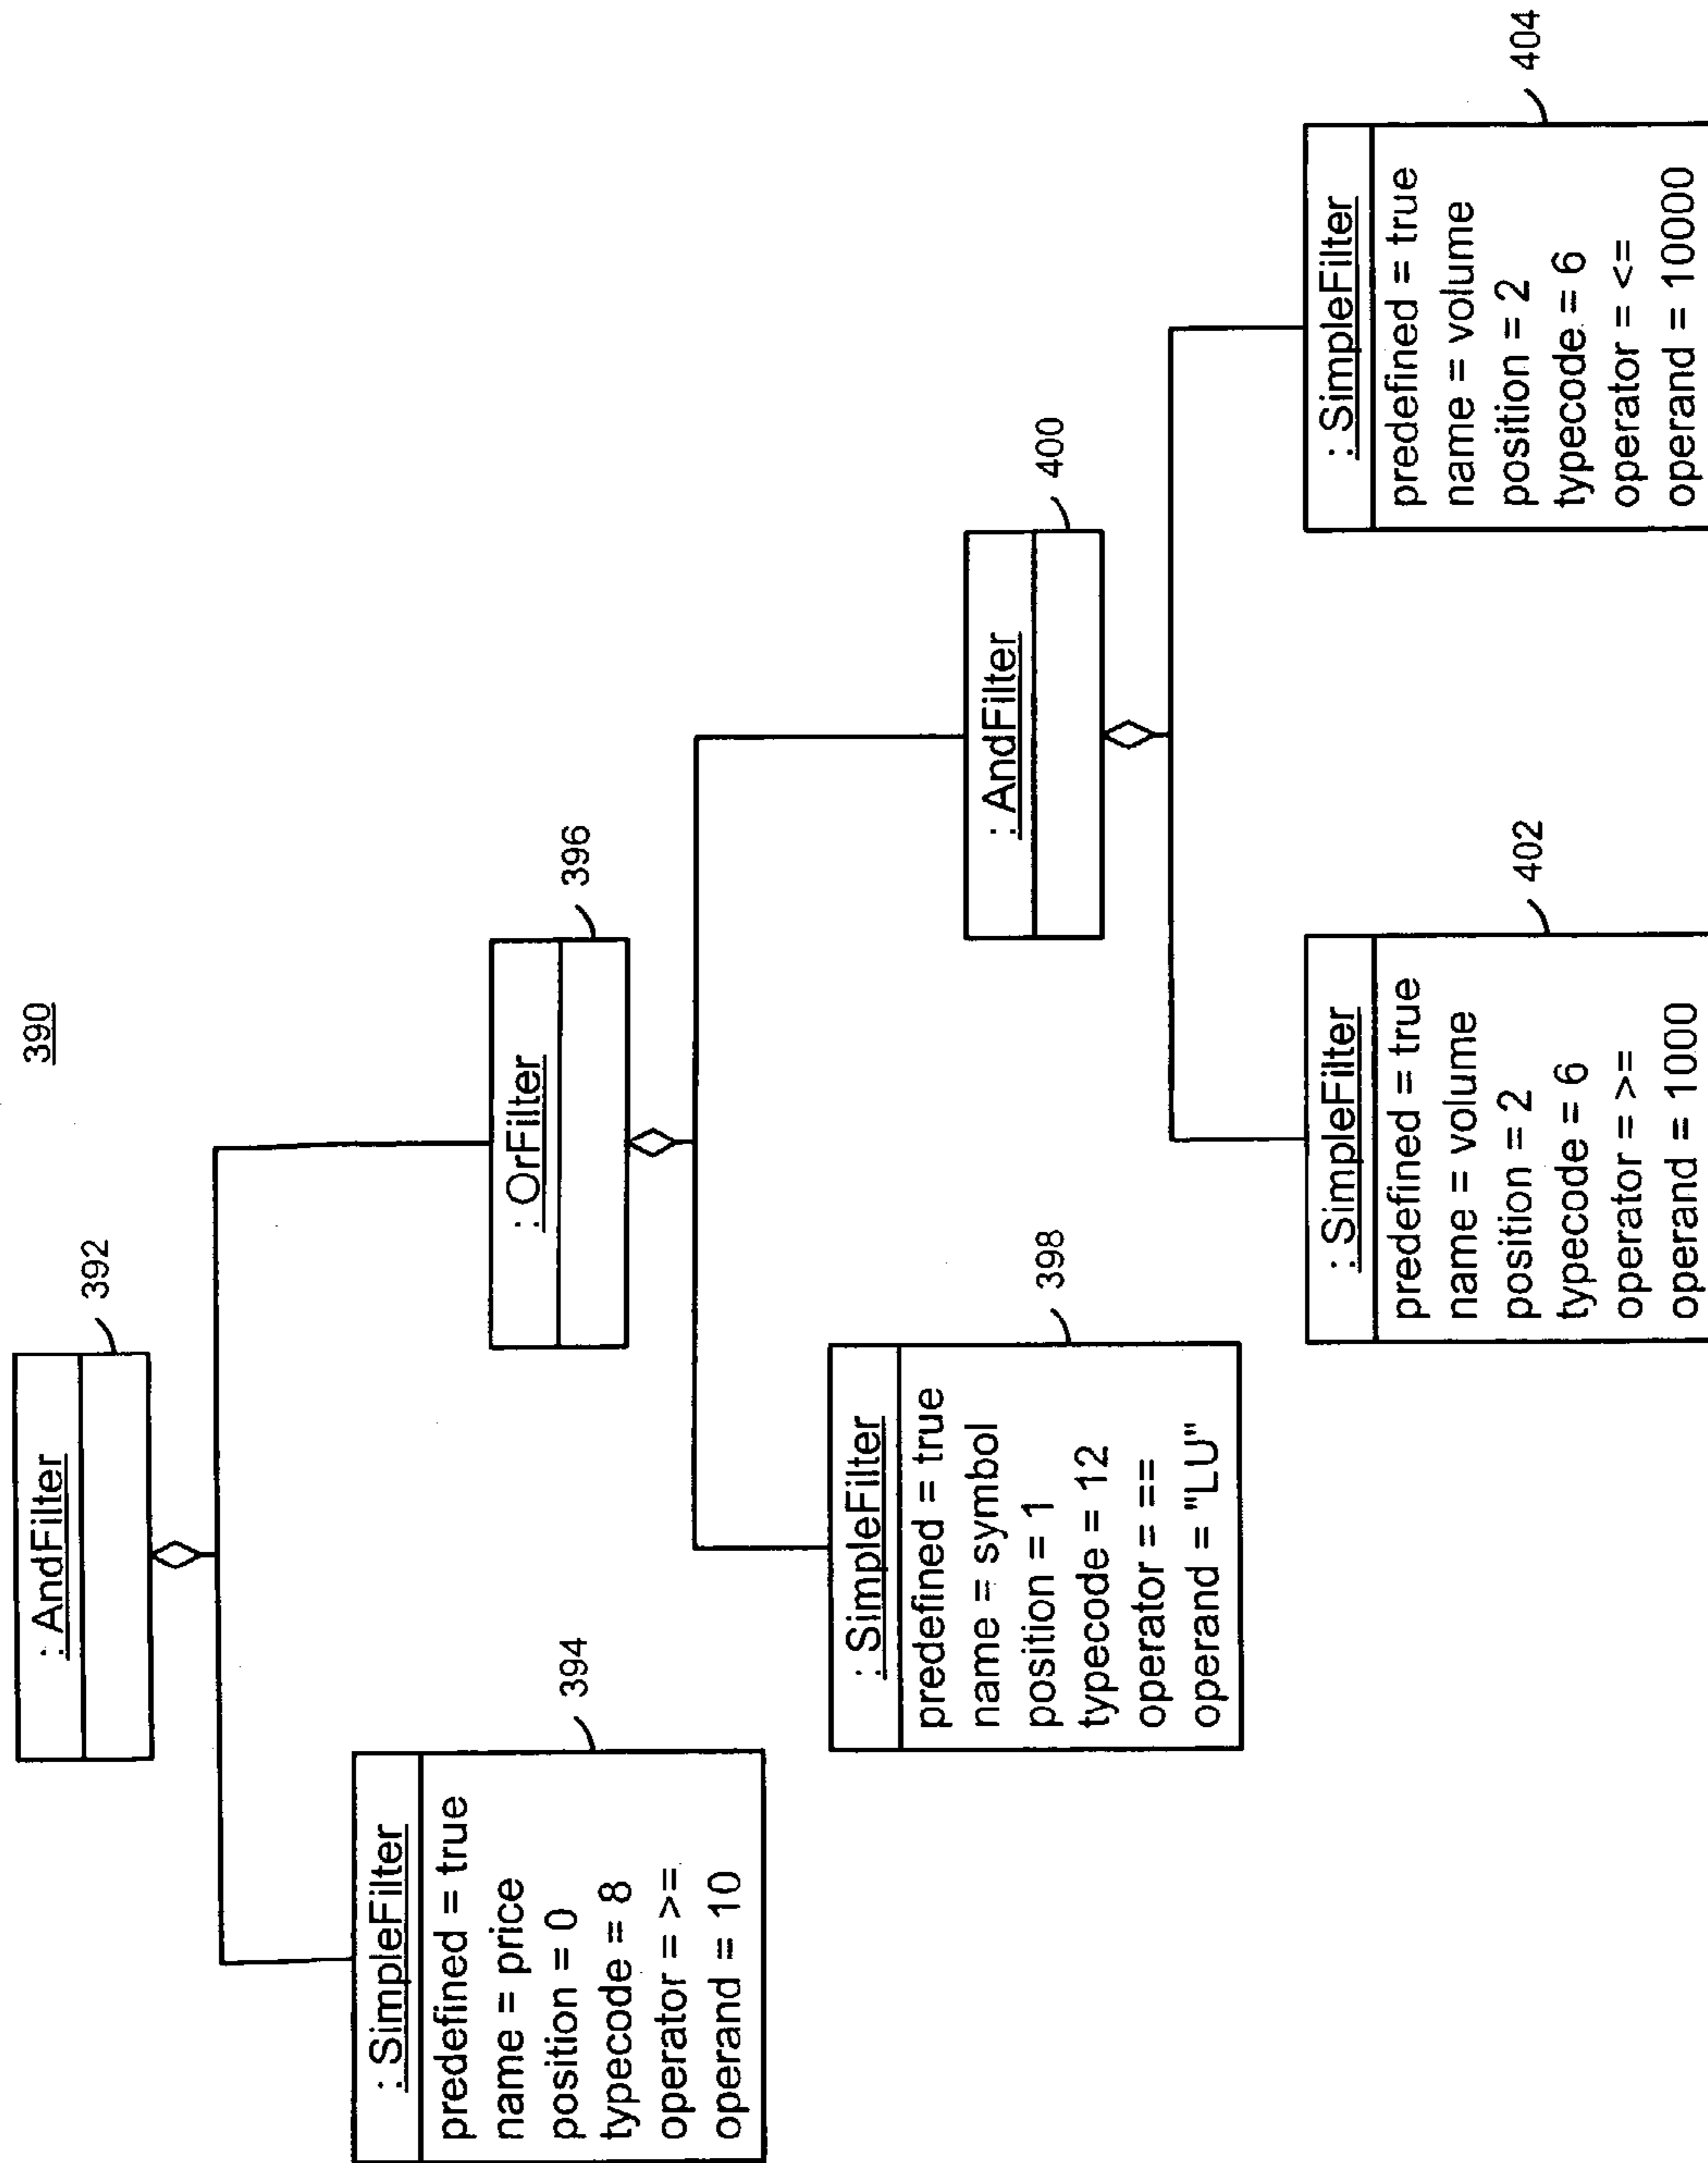 390
: AndFilter
392
: SimpleFilter
predefined = true
name = price
position = 0
typecode = 8
operator = >=
operand = 10
394
: OrFilter
396
: SimpleFilter
predefined = true
name = symbol
position = 1
typecode = 12
operator = ==
operand = "LU"
398
: AndFilter
400
: SimpleFilter
predefined = true
name = volume
position = 2
typecode = 6
operator = >=
operand = 1000
402
: SimpleFilter
predefined = true
name = volume
position = 2
typecode = 6
operator = <=
operand = 10000
404